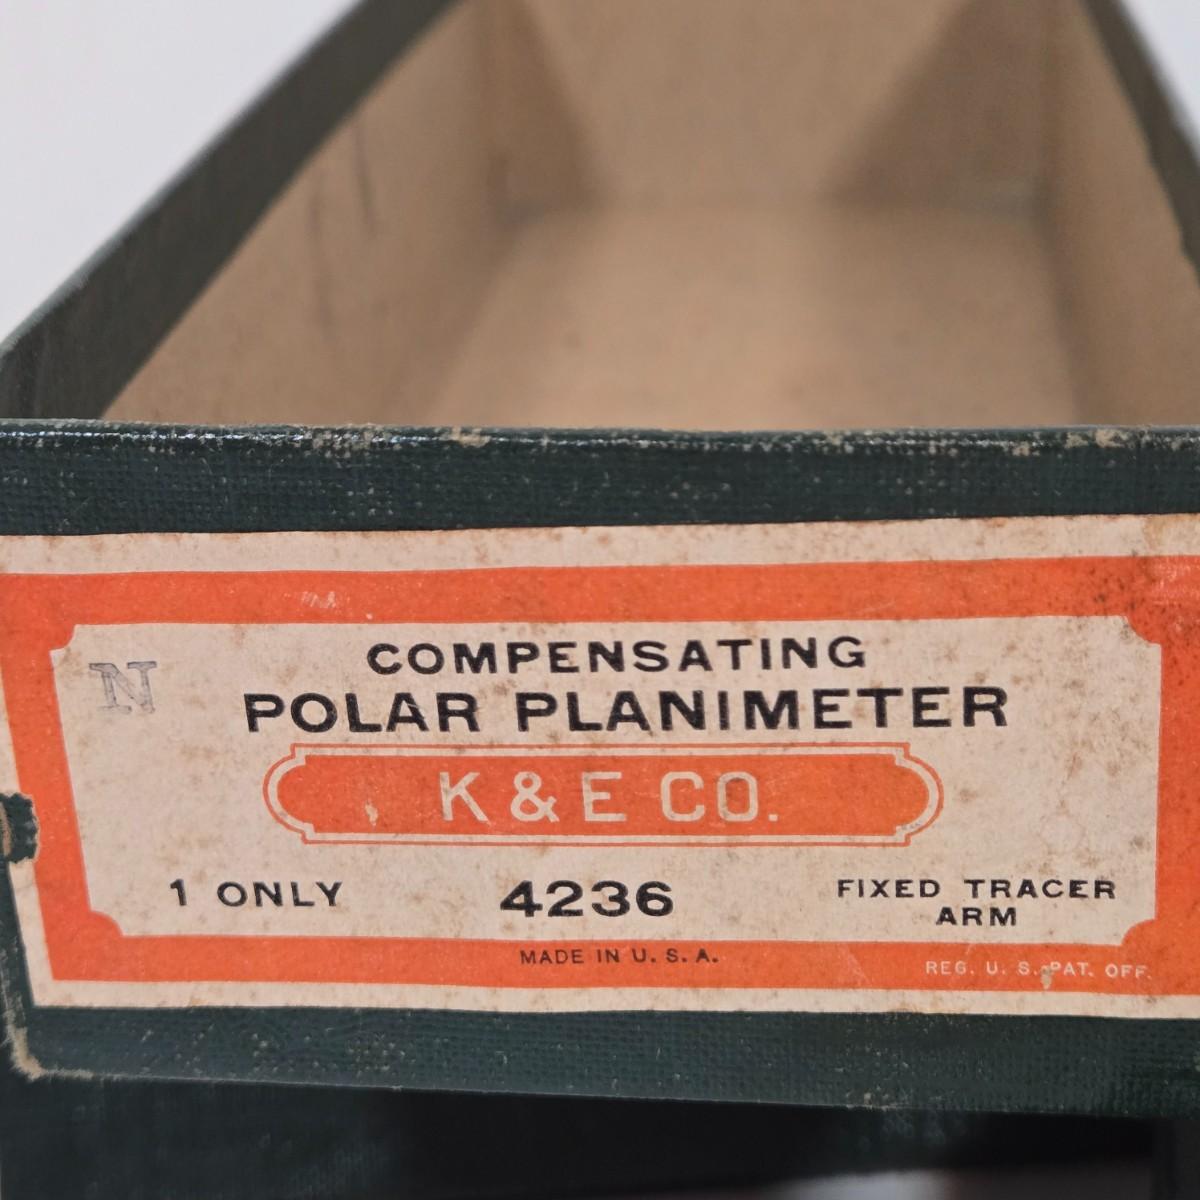 COMPENSATING
N
POLAR PLANIMETER
K & E CO.
1 ONLY 4236 FIXED TRACER
ARM
MADE IN U. S. A.
REG. U. S. PAT. OFF.